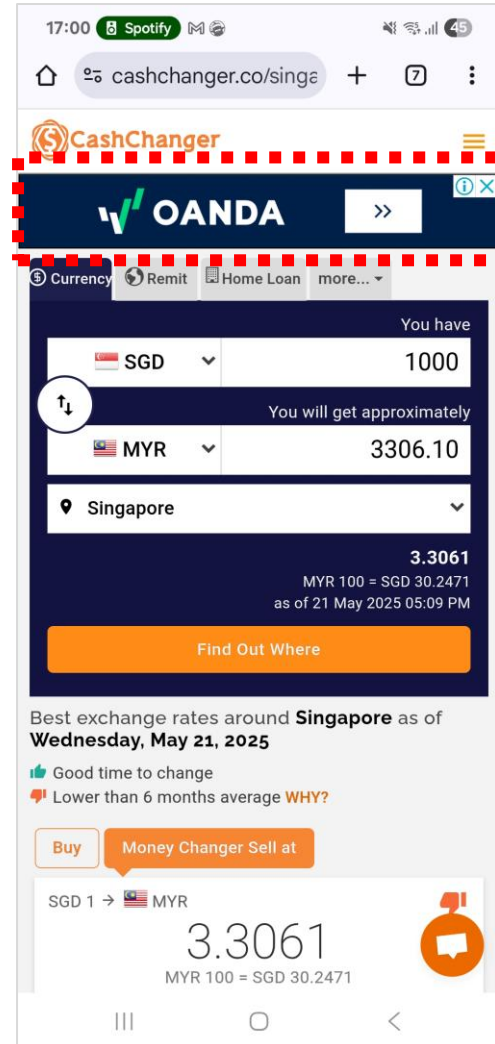 17:00 Spotify 45
cashchanger.co/singa + 7
CashChanger
OANDA »
Currency Remit Home Loan more...
You have
SGD 1000
You will get approximately
MYR 3306.10
Singapore
3.3061
MYR 100 = SGD 30.2471
as of 21 May 2025 05:09 PM
Find Out Where
Best exchange rates around Singapore as of
Wednesday, May 21, 2025
Good time to change
Lower than 6 months average WHY?
Buy Money Changer Sell at
SGD 1 → MYR
3.3061
MYR 100 = SGD 30.2471